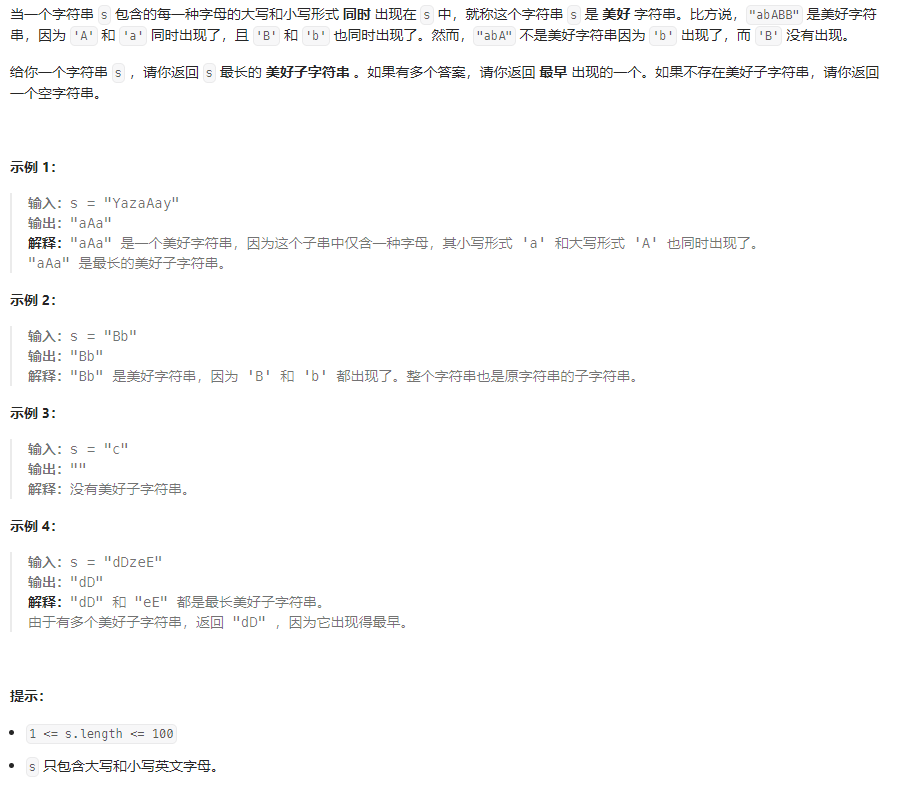 当一个字符串 s 包含的每一种字母的大写和小写形式 同时 出现在 s 中，就称这个字符串 s 是 美好 字符串。比方说，"abABB" 是美好字符
串，因为 'A' 和 'a' 同时出现了，且 'B' 和 'b' 也同时出现了。然而，"abA" 不是美好字符串因为 'b' 出现了，而 'B' 没有出现。
给你一个字符串 s ，请你返回 s 最长的 美好子字符串 。如果有多个答案，请你返回 最早 出现的一个。如果不存在美好子字符串，请你返回
一个空字符串。
示例 1：
输入：s = "YazaAay"
输出："aAa"
解释："aAa" 是一个美好字符串，因为这个子串中仅含一种字母，其小写形式 'a' 和大写形式 'A' 也同时出现了。
"aAa" 是最长的美好子字符串。
示例 2：
输入：s = "Bb"
输出："Bb"
解释："Bb" 是美好字符串，因为 'B' 和 'b' 都出现了。整个字符串也是原字符串的子字符串。
示例 3：
输入：s = "c"
输出：""
解释：没有美好子字符串。
示例 4：
输入：s = "dDzeE"
输出："dD"
解释："dD" 和 "eE" 都是最长美好子字符串。
由于有多个美好子字符串，返回 "dD" ，因为它出现得最早。
提示：
• 1 <= s.length <= 100
• s 只包含大写和小写英文字母。